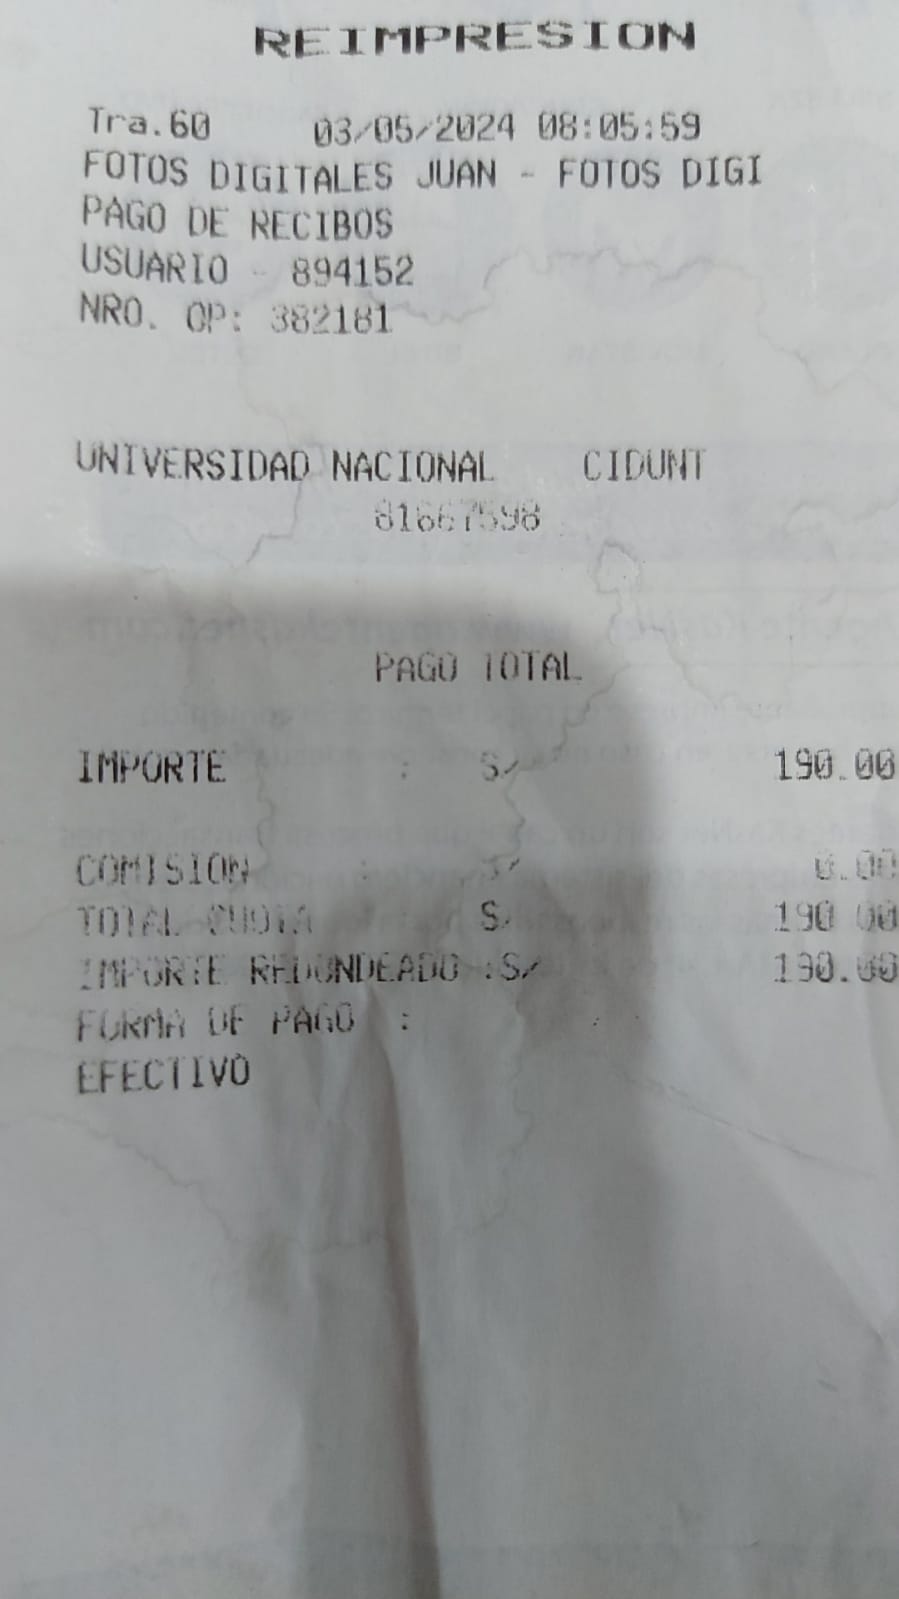 REIMPRESION
Tra.60 03/05/2024 08:05:59
FOTOS DIGITALES JUAN - FOTOS DIGI
PAGO DE RECIBOS
USUARIO - 894152
NRO. OP: 382181
UNIVERSIDAD NACIONAL CIDUNT
81667598
PAGO TOTAL
IMPORTE : S/ 190.00
COMISION : S/ 0.00
TOTAL CUOTA S/ 190.00
IMPORTE REDONDEADO :S/ 190.00
FORMA DE PAGO :
EFECTIVO